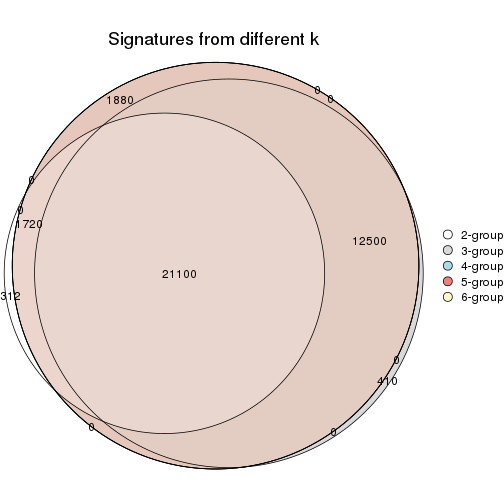 Signatures from different k
0
0
1880
0
0
1720
12500
21100
312
0
410
0
0
2-group
3-group
4-group
5-group
6-group